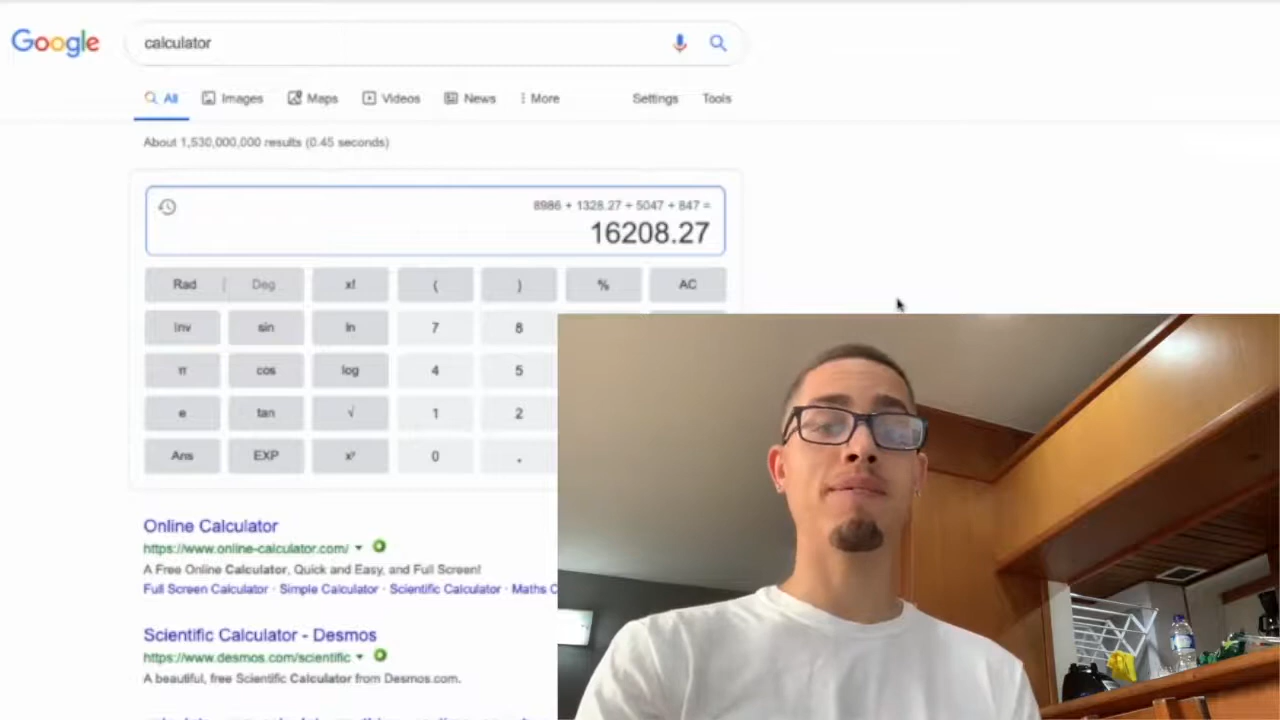 Google
calculator
All Images Maps Videos News More Settings Tools
About 1,530,000,000 results (0.45 seconds)
8986 + 1328.27 + 5047 + 847 =
16208.27
Rad | Deg x! ( ) % AC
Inv sin ln 7 8
π cos log 4 5
e tan √ 1 2
Ans EXP xʸ 0 .
Online Calculator
https://www.online-calculator.com/
A Free Online Calculator, Quick and Easy, and Full Screen!
Full Screen Calculator · Simple Calculator · Scientific Calculator · Maths C
Scientific Calculator - Desmos
https://www.desmos.com/scientific
A beautiful, free Scientific Calculator from Desmos.com.